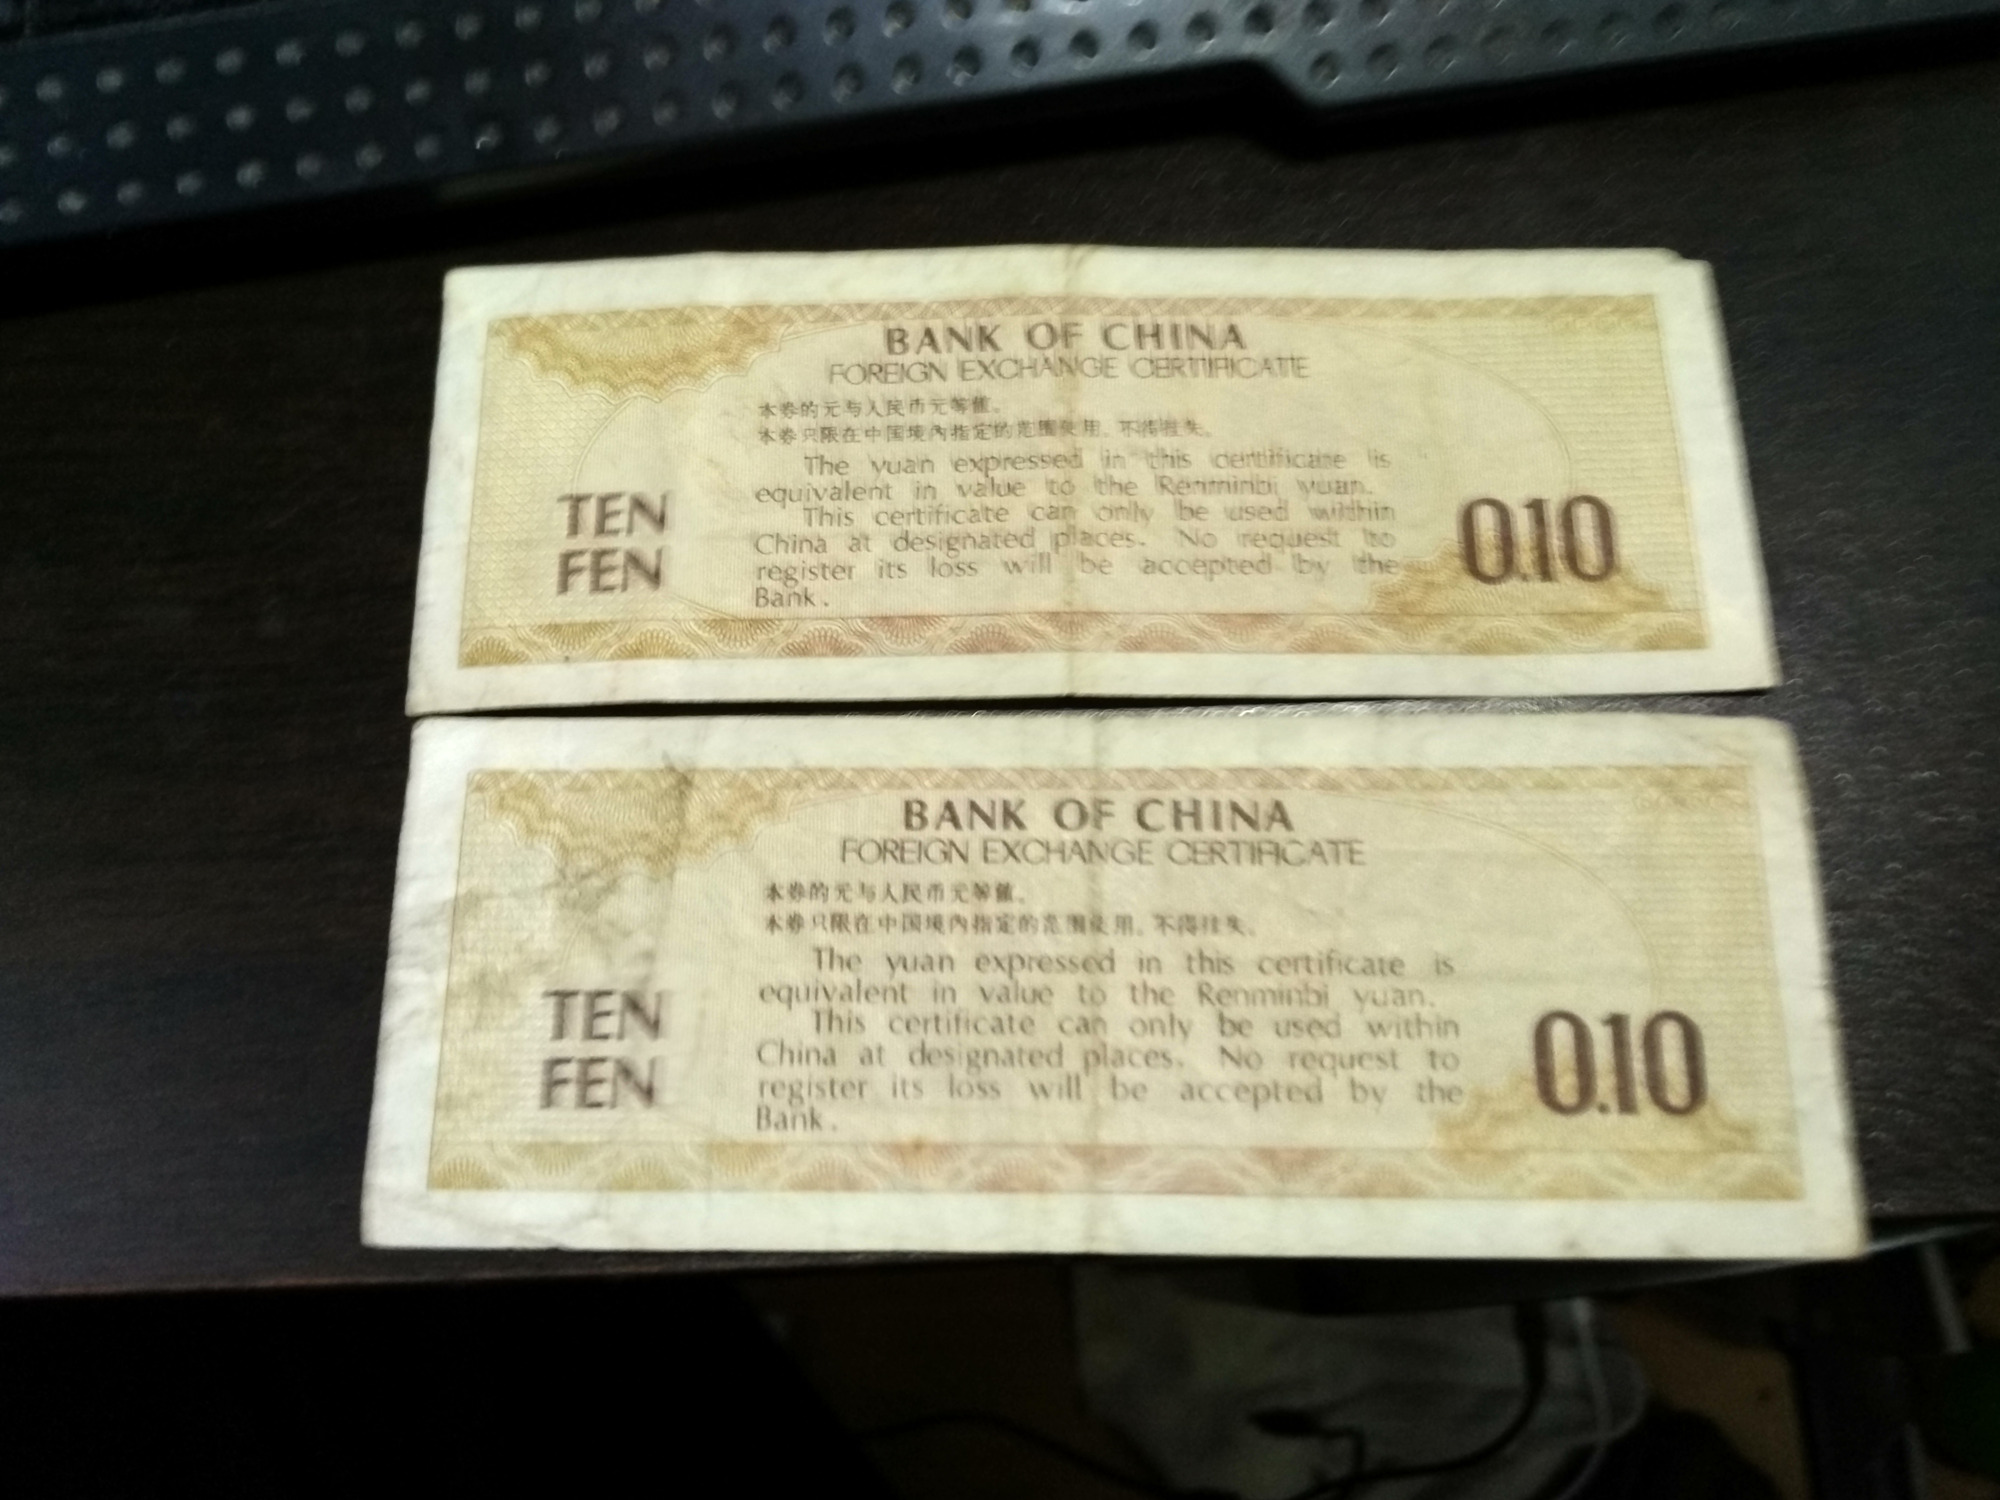 BANK OF CHINA
FOREIGN EXCHANGE CERTIFICATE
本券的元与人民币元等值。
本券只限在中国境内指定的范围使用。不得挂失。
The yuan expressed in this certificate is
equivalent in value to the Renminbi yuan.
This certificate can only be used within
China at designated places. No request to
register its loss will be accepted by the
Bank.
TEN
FEN
0.10
BANK OF CHINA
FOREIGN EXCHANGE CERTIFICATE
本券的元与人民币元等值。
本券只限在中国境内指定的范围使用。不得挂失。
The yuan expressed in this certificate is
equivalent in value to the Renminbi yuan.
This certificate can only be used within
China at designated places. No request to
register its loss will be accepted by the
Bank.
TEN
FEN
0.10